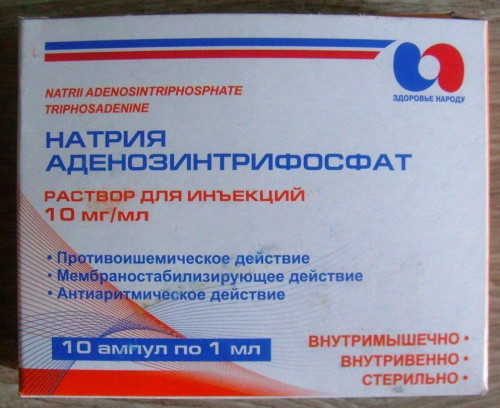 ЗДОРОВЬЕ НАРОДУ
NATRII ADENOSINTRIPHOSPHATE
TRIPHOSADENINE
НАТРИЯ
АДЕНОЗИНТРИФОСФАТ
РАСТВОР ДЛЯ ИНЪЕКЦИЙ
10 мг/мл
• Противоишемическое действие
• Мембраностабилизирующее действие
• Антиаритмическое действие
10 ампул по 1 мл
ВНУТРИМЫШЕЧНО •
ВНУТРИВЕННО •
СТЕРИЛЬНО •